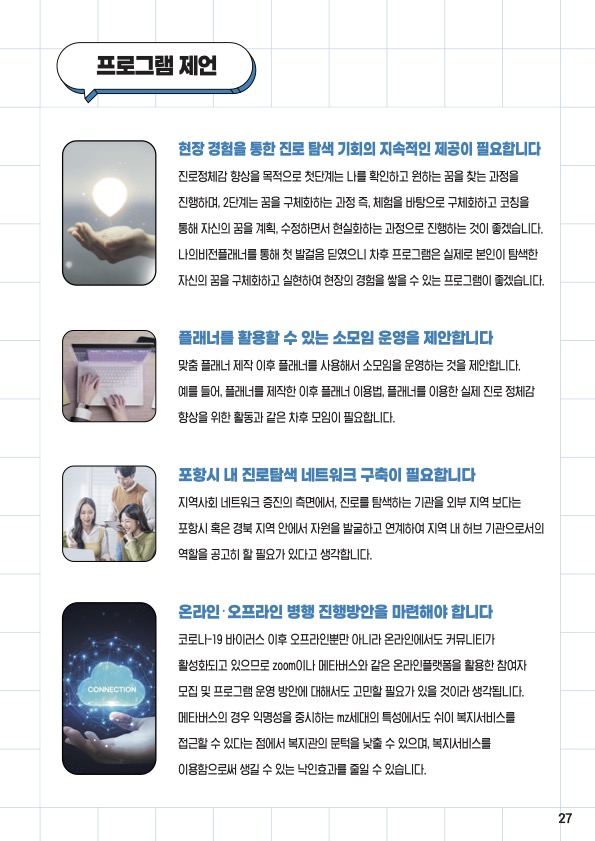 프로그램 제언
현장 경험을 통한 진로 탐색 기회의 지속적인 제공이 필요합니다
진로정체감 향상을 목적으로 첫단계는 나를 확인하고 원하는 꿈을 찾는 과정을
진행하며, 2단계는 꿈을 구체화하는 과정 즉, 체험을 바탕으로 구체화하고 코칭을
통해 자신의 꿈을 계획, 수정하면서 현실화하는 과정으로 진행하는 것이 좋겠습니다.
나의비전플래너를 통해 첫 발걸음 딛였으니 차후 프로그램은 실제로 본인이 탐색한
자신의 꿈을 구체화하고 실현하여 현장의 경험을 쌓을 수 있는 프로그램이 좋겠습니다.
플래너를 활용할 수 있는 소모임 운영을 제안합니다
맞춤 플래너 제작 이후 플래너를 사용해서 소모임을 운영하는 것을 제안합니다.
예를 들어, 플래너를 제작한 이후 플래너 이용법, 플래너를 이용한 실제 진로 정체감
향상을 위한 활동과 같은 차후 모임이 필요합니다.
포항시 내 진로탐색 네트워크 구축이 필요합니다
지역사회 네트워크 증진의 측면에서, 진로를 탐색하는 기관을 외부 지역 보다는
포항시 혹은 경북 지역 안에서 자원을 발굴하고 연계하여 지역 내 허브 기관으로서의
역할을 공고히 할 필요가 있다고 생각합니다.
온라인·오프라인 병행 진행방안을 마련해야 합니다
코로나-19 바이러스 이후 오프라인뿐만 아니라 온라인에서도 커뮤니티가
활성화되고 있으므로 zoom이나 메타버스와 같은 온라인플랫폼을 활용한 참여자
모집 및 프로그램 운영 방안에 대해서도 고민할 필요가 있을 것이라 생각됩니다.
메타버스의 경우 익명성을 중시하는 mz세대의 특성에서도 쉬이 복지서비스를
접근할 수 있다는 점에서 복지관의 문턱을 낮출 수 있으며, 복지서비스를
이용함으로써 생길 수 있는 낙인효과를 줄일 수 있습니다.
CONNECTION
27